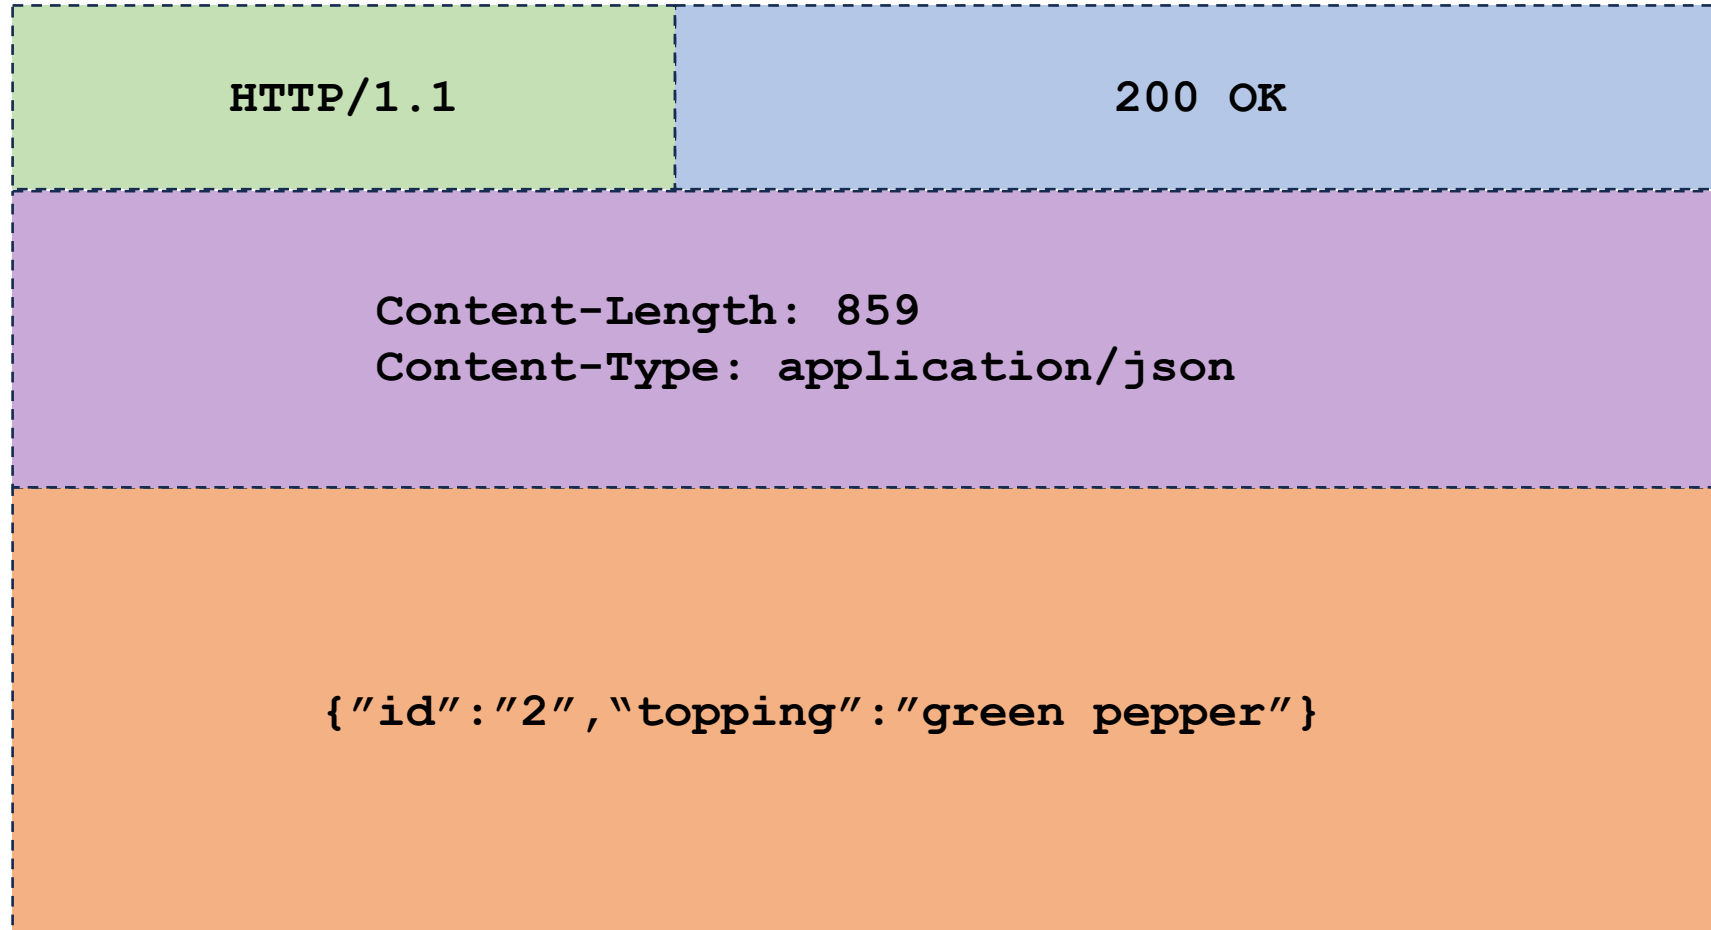 HTTP/1.1 200 OK
Content-Length: 859
Content-Type: application/json
{”id”:”2”,“topping”:”green pepper”}